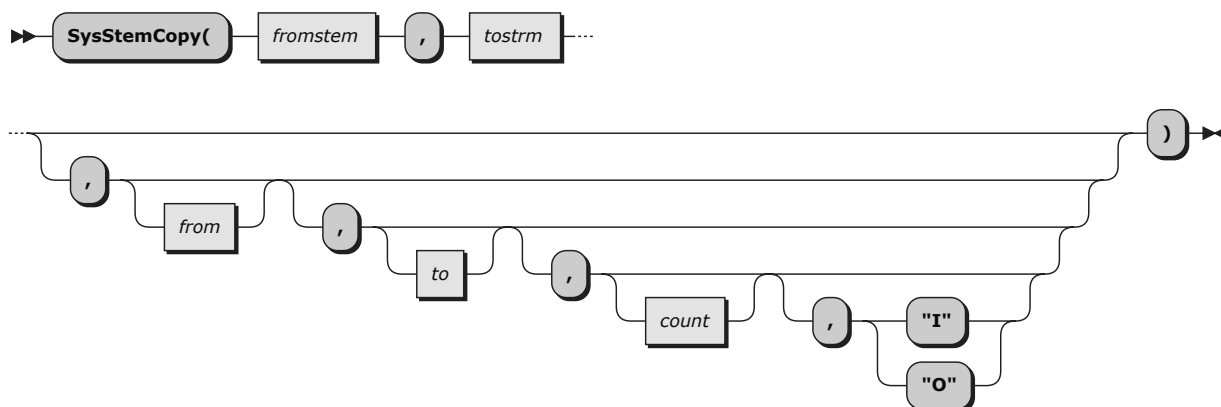 SysStemCopy( fromstem , tostrm
)
,
from , to , count , "I"
"O"